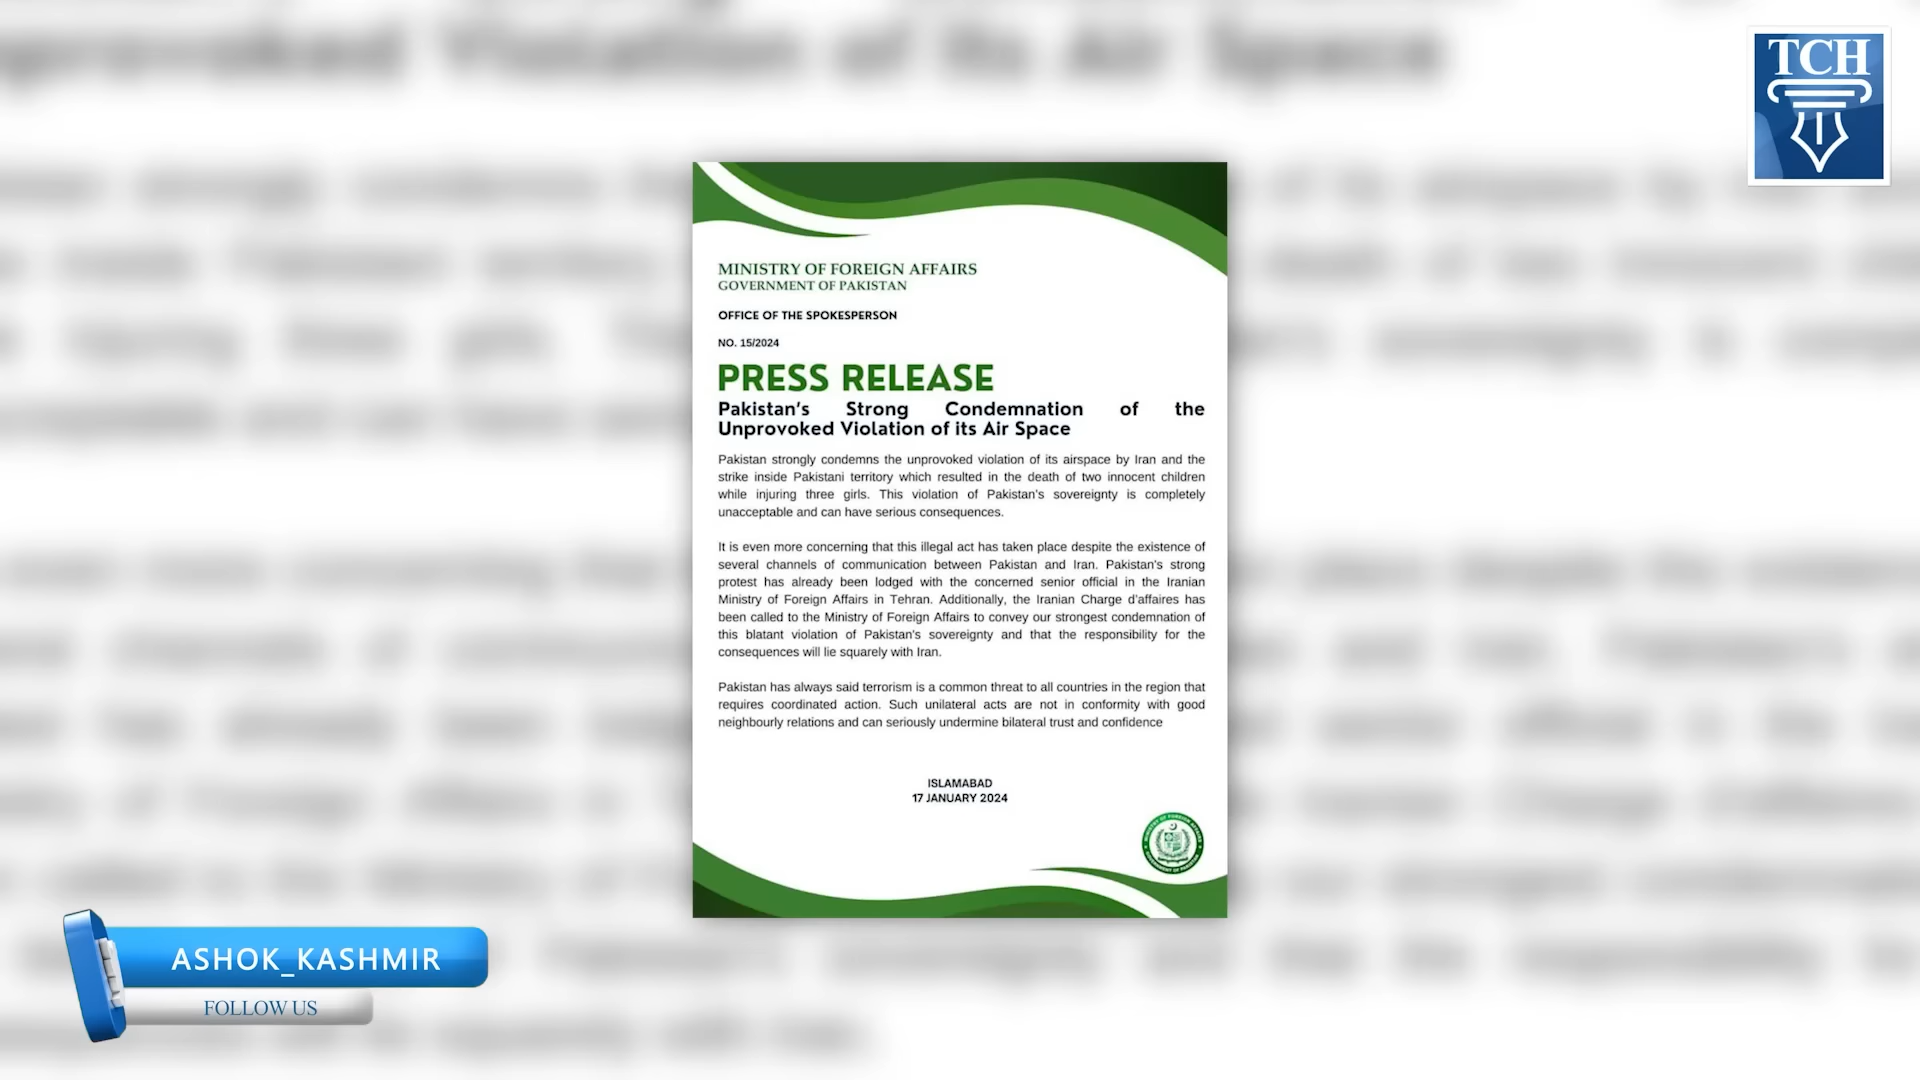 TCH
MINISTRY OF FOREIGN AFFAIRS
GOVERNMENT OF PAKISTAN
OFFICE OF THE SPOKESPERSON
NO. 15/2024
PRESS RELEASE
Pakistan's Strong Condemnation of the
Unprovoked Violation of its Air Space
Pakistan strongly condemns the unprovoked violation of its airspace by Iran and the
strike inside Pakistani territory which resulted in the death of two innocent children
while injuring three girls. This violation of Pakistan's sovereignty is completely
unacceptable and can have serious consequences.
It is even more concerning that this illegal act has taken place despite the existence of
several channels of communication between Pakistan and Iran. Pakistan's strong
protest has already been lodged with the concerned senior official in the Iranian
Ministry of Foreign Affairs in Tehran. Additionally, the Iranian Charge d'affaires has
been called to the Ministry of Foreign Affairs to convey our strongest condemnation of
this blatant violation of Pakistan's sovereignty and that the responsibility for the
consequences will lie squarely with Iran.
Pakistan has always said terrorism is a common threat to all countries in the region that
requires coordinated action. Such unilateral acts are not in conformity with good
neighbourly relations and can seriously undermine bilateral trust and confidence
ISLAMABAD
17 JANUARY 2024
MINISTRY OF FOREIGN AFFAIRS
GOVERNMENT OF PAKISTAN
ASHOK_KASHMIR
FOLLOW US